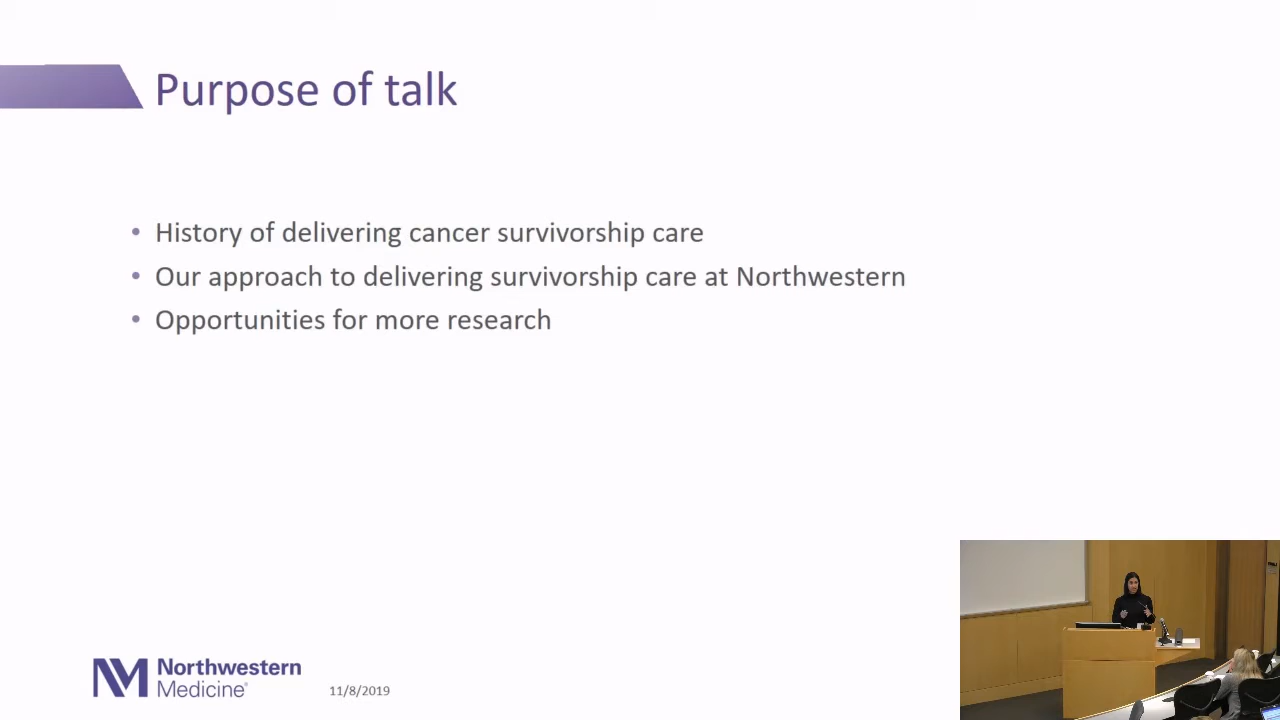 Purpose of talk
• History of delivering cancer survivorship care
• Our approach to delivering survivorship care at Northwestern
• Opportunities for more research
Northwestern
Medicine®
11/8/2019